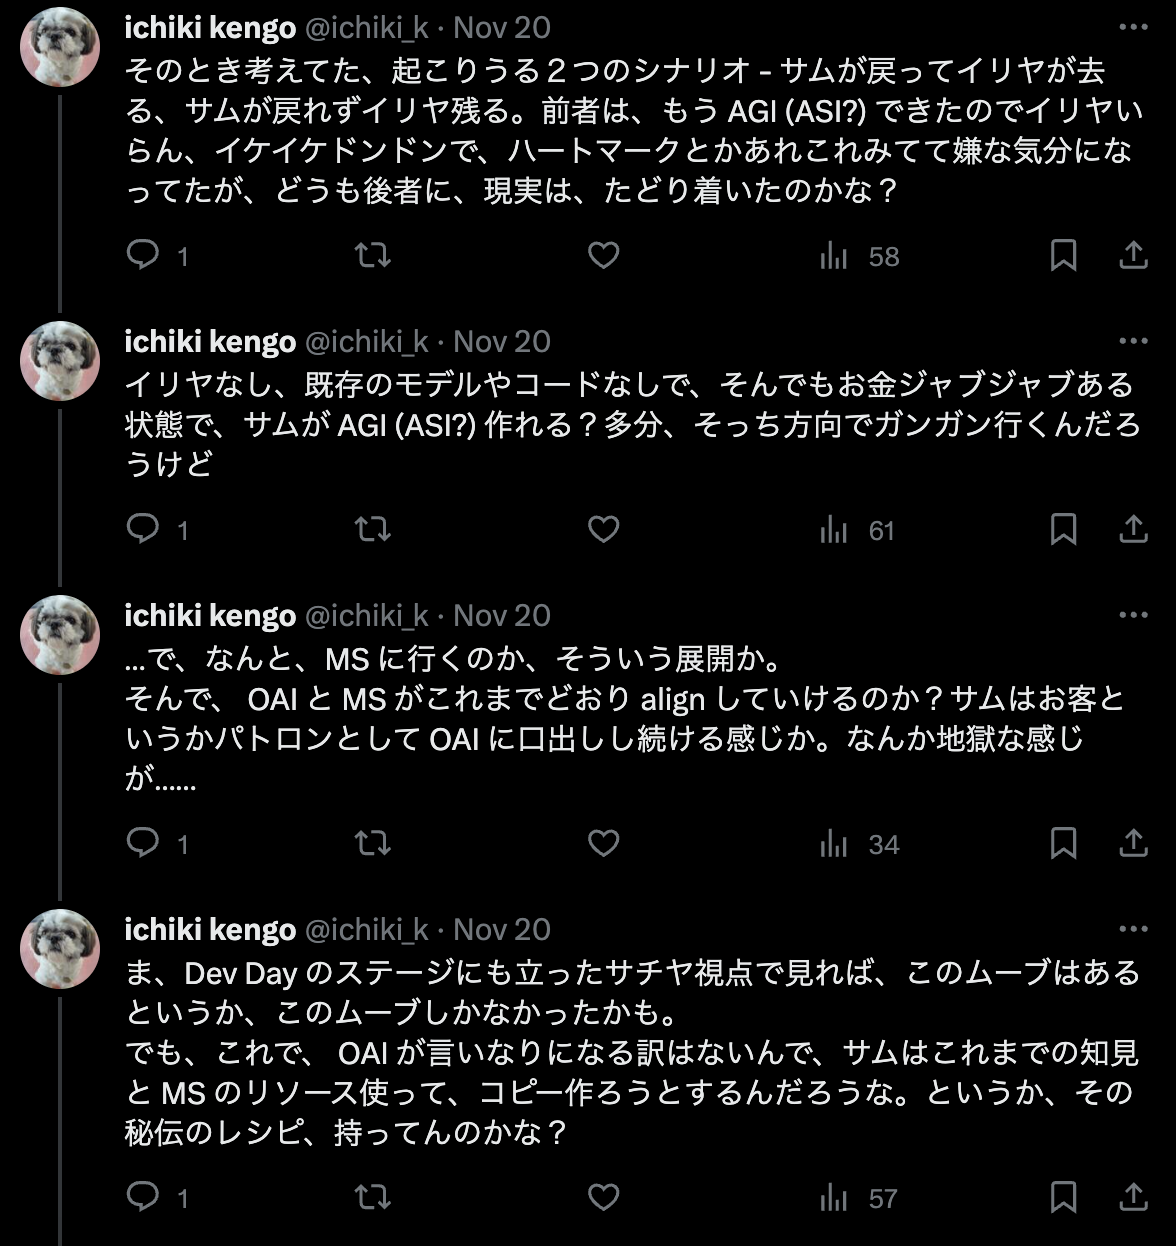 ichiki kengo @ichiki_k · Nov 20
そのとき考えてた、起こりうる２つのシナリオ - サムが戻ってイリヤが去
る、サムが戻れずイリヤ残る。前者は、もう AGI (ASI?) できたのでイリヤい
らん、イケイケドンドンで、ハートマークとかあれこれみてて嫌な気分にな
ってたが、どうも後者に、現実は、たどり着いたのかな？
1 58
ichiki kengo @ichiki_k · Nov 20
イリヤなし、既存のモデルやコードなしで、そんでもお金ジャブジャブある
状態で、サムが AGI (ASI?) 作れる？多分、そっち方向でガンガン行くんだろ
うけど
1 61
ichiki kengo @ichiki_k · Nov 20
...で、なんと、MS に行くのか、そういう展開か。
そんで、 OAI と MS がこれまでどおり align していけるのか？サムはお客と
いうかパトロンとして OAI に口出しし続ける感じか。なんか地獄な感じ
が......
1 34
ichiki kengo @ichiki_k · Nov 20
ま、Dev Day のステージにも立ったサチヤ視点で見れば、このムーブはある
というか、このムーブしかなかったかも。
でも、これで、 OAI が言いなりになる訳はないんで、サムはこれまでの知見
と MS のリソース使って、コピー作ろうとするんだろうな。というか、その
秘伝のレシピ、持ってんのかな？
1 57